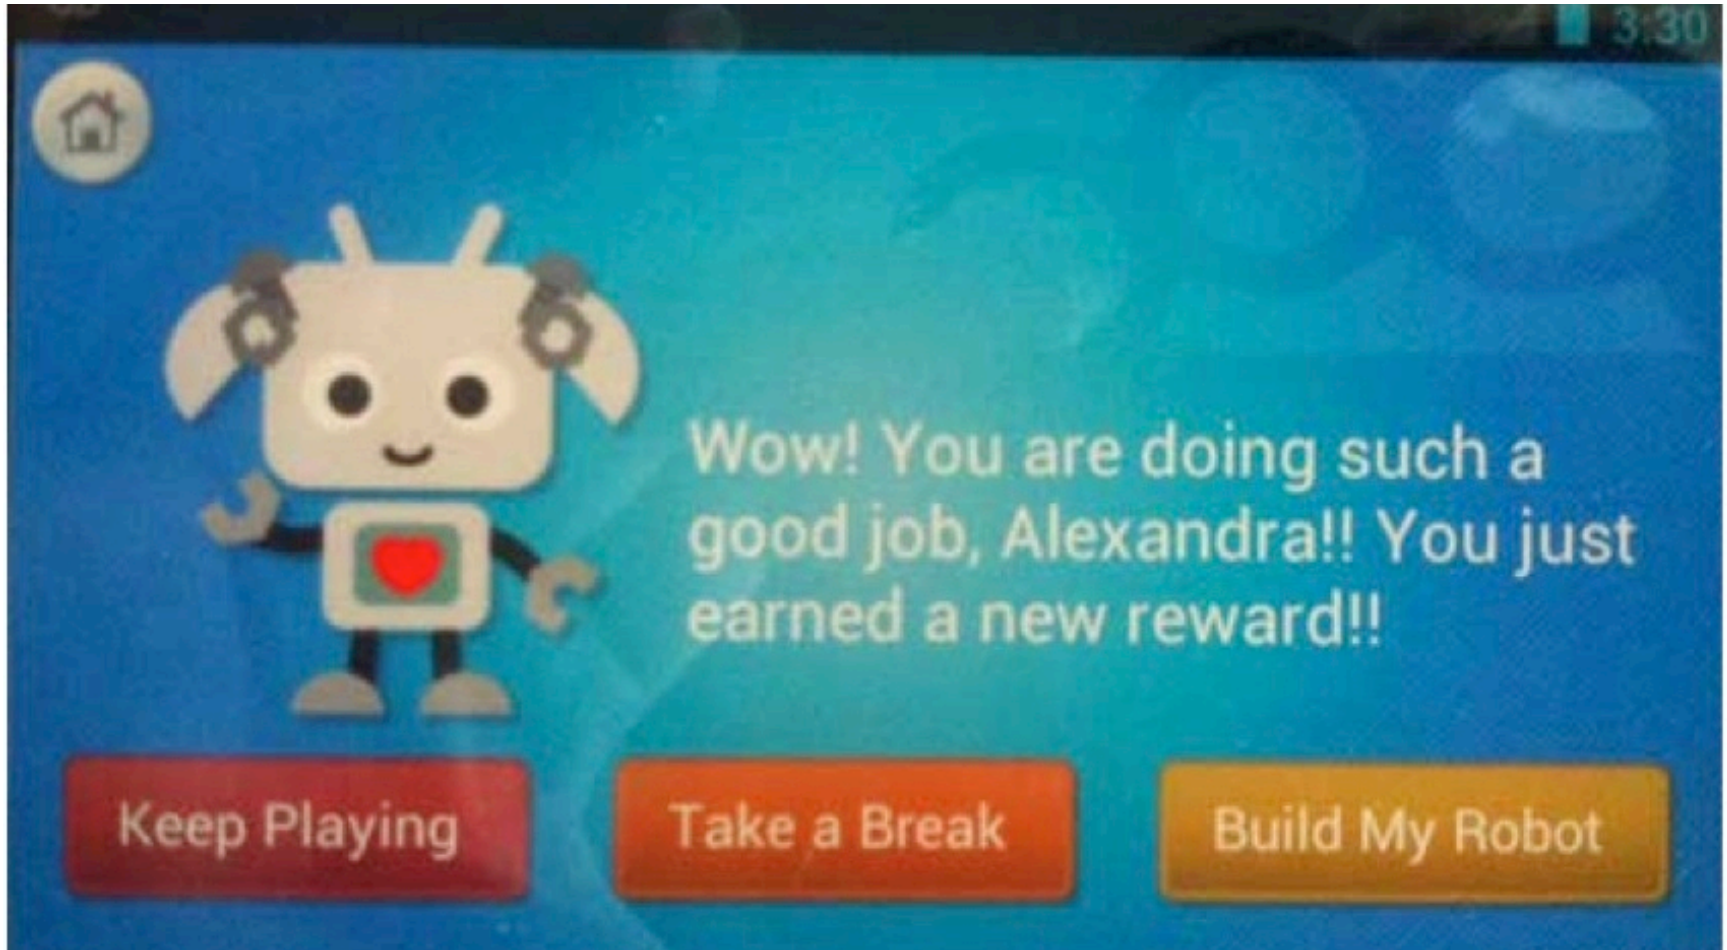 3:30
Wow! You are doing such a
good job, Alexandra!! You just
earned a new reward!!
Keep Playing
Take a Break
Build My Robot